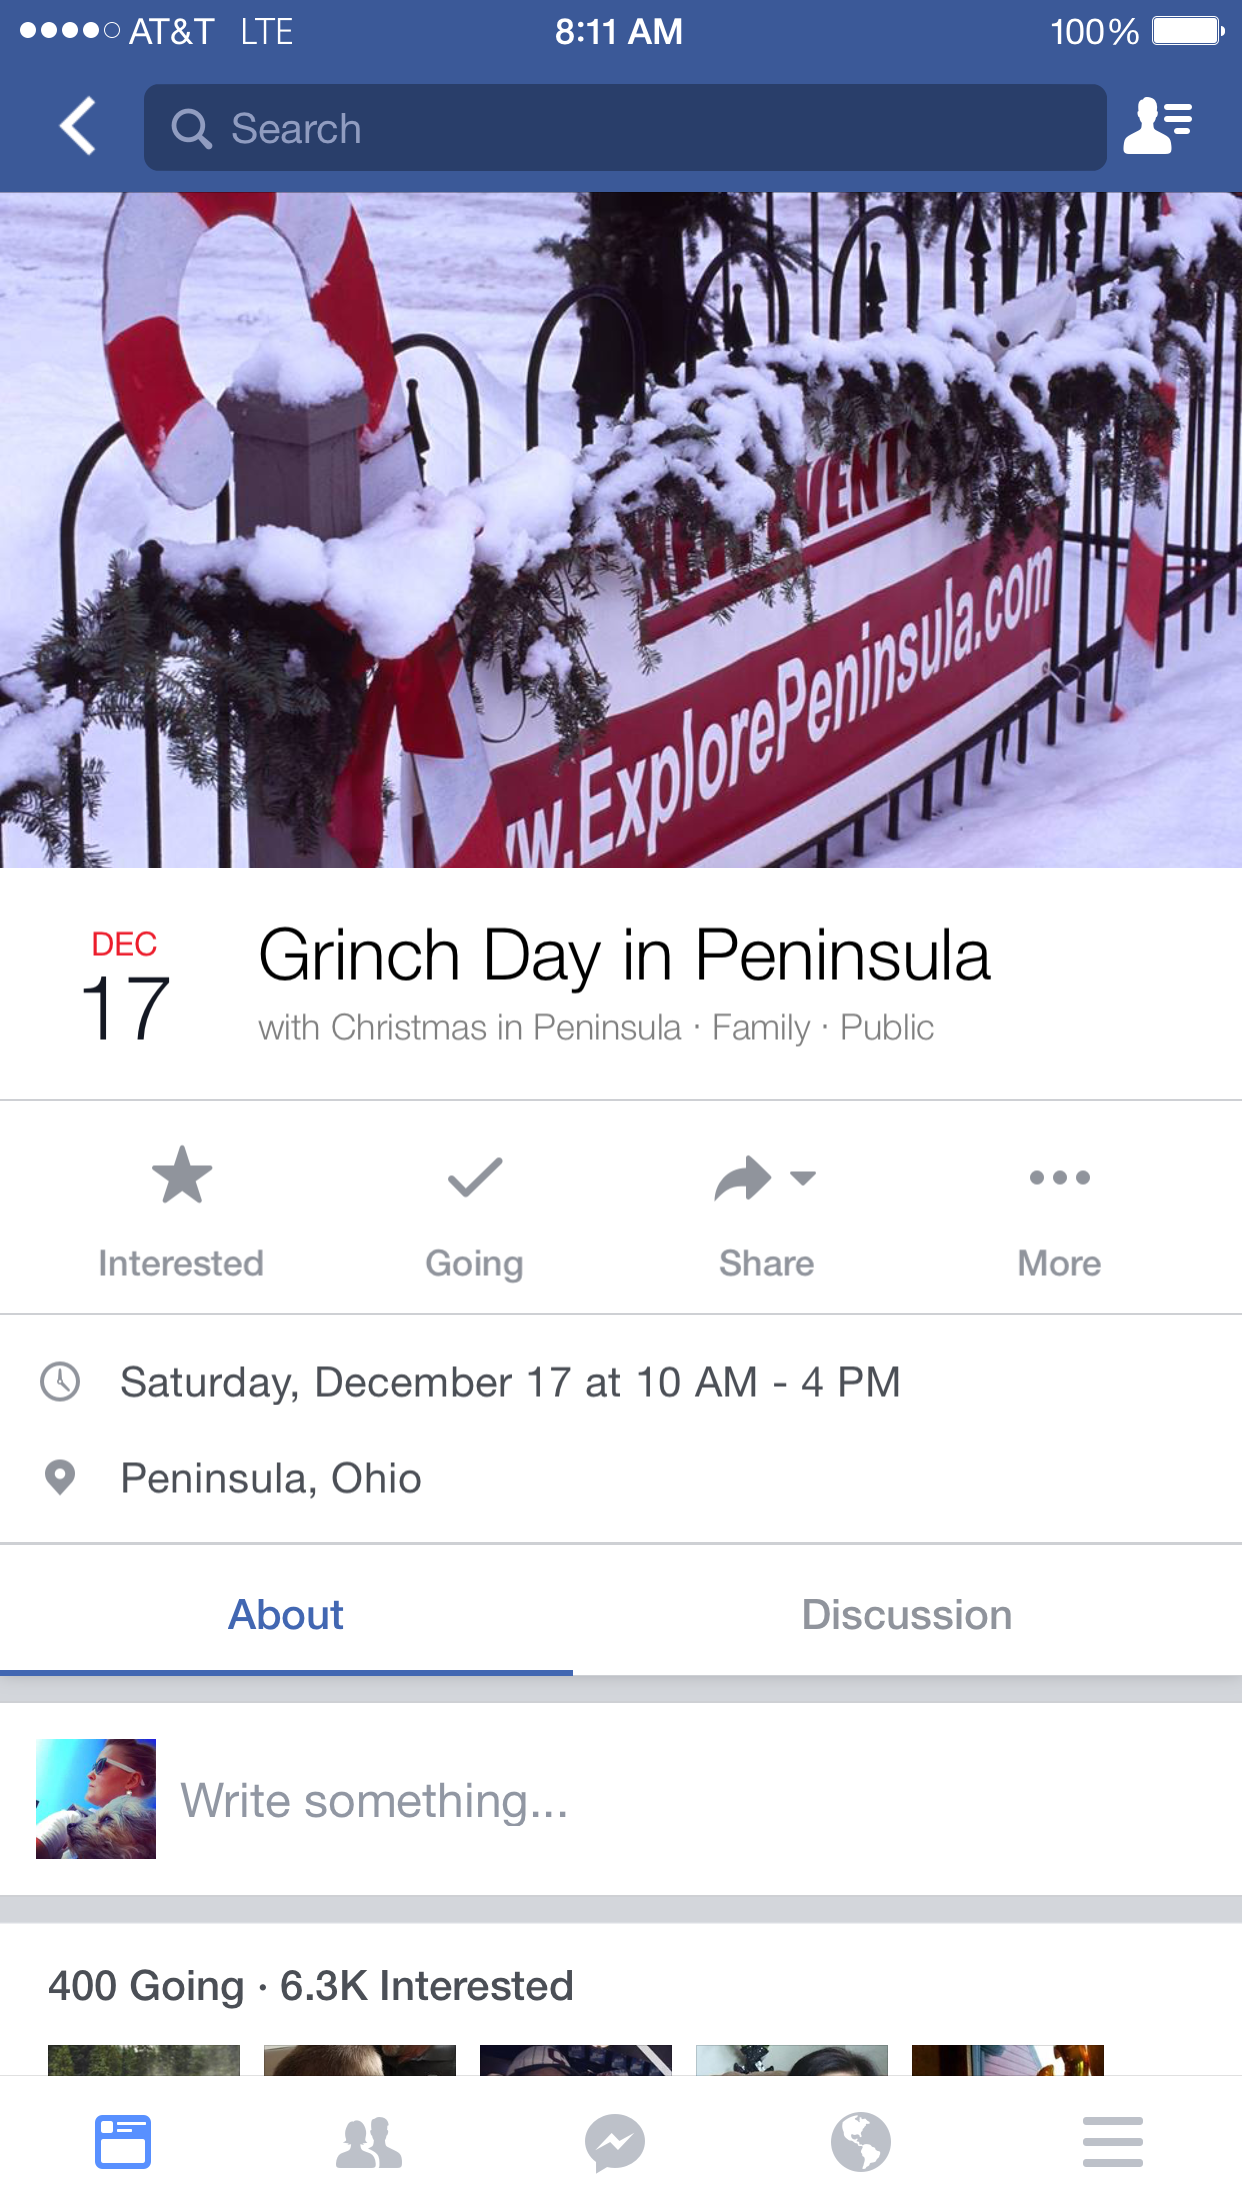 AT&T LTE 8:11 AM 100%
Search
EVENTS
w.ExplorePeninsula.com
DEC
17
Grinch Day in Peninsula
with Christmas in Peninsula · Family · Public
Interested Going Share More
Saturday, December 17 at 10 AM - 4 PM
Peninsula, Ohio
About Discussion
Write something...
400 Going · 6.3K Interested